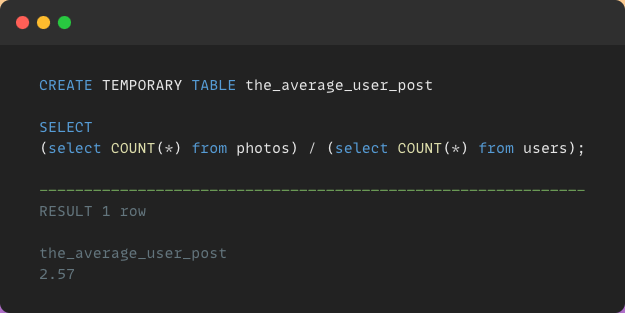 CREATE TEMPORARY TABLE the_average_user_post
SELECT
(select COUNT(*) from photos) / (select COUNT(*) from users);
-------------------------------------------------------------
RESULT 1 row
the_average_user_post
2.57